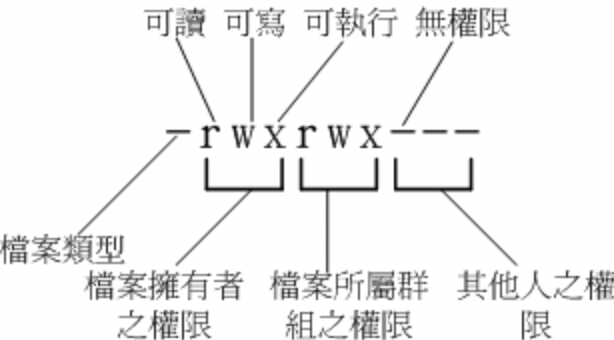 可讀 可寫 可執行 無權限
-rwxrwx---
檔案類型
檔案擁有者
之權限
檔案所屬群
組之權限
其他人之權
限